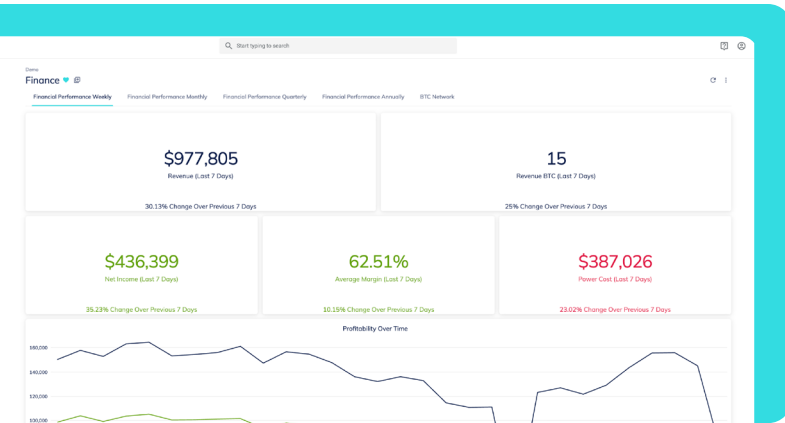 Start typing to search
Demo
Finance
Financial Performance Weekly Financial Performance Monthly Financial Performance Quarterly Financial Performance Annually BTC Network
$977,805
Revenue (Last 7 Days)
30.13% Change Over Previous 7 Days
15
Revenue BTC (Last 7 Days)
25% Change Over Previous 7 Days
$436,399
Net Income (Last 7 Days)
35.23% Change Over Previous 7 Days
62.51%
Average Margin (Last 7 Days)
10.15% Change Over Previous 7 Days
$387,026
Power Cost (Last 7 Days)
23.02% Change Over Previous 7 Days
Profitability Over Time
160,000
140,000
120,000
100,000